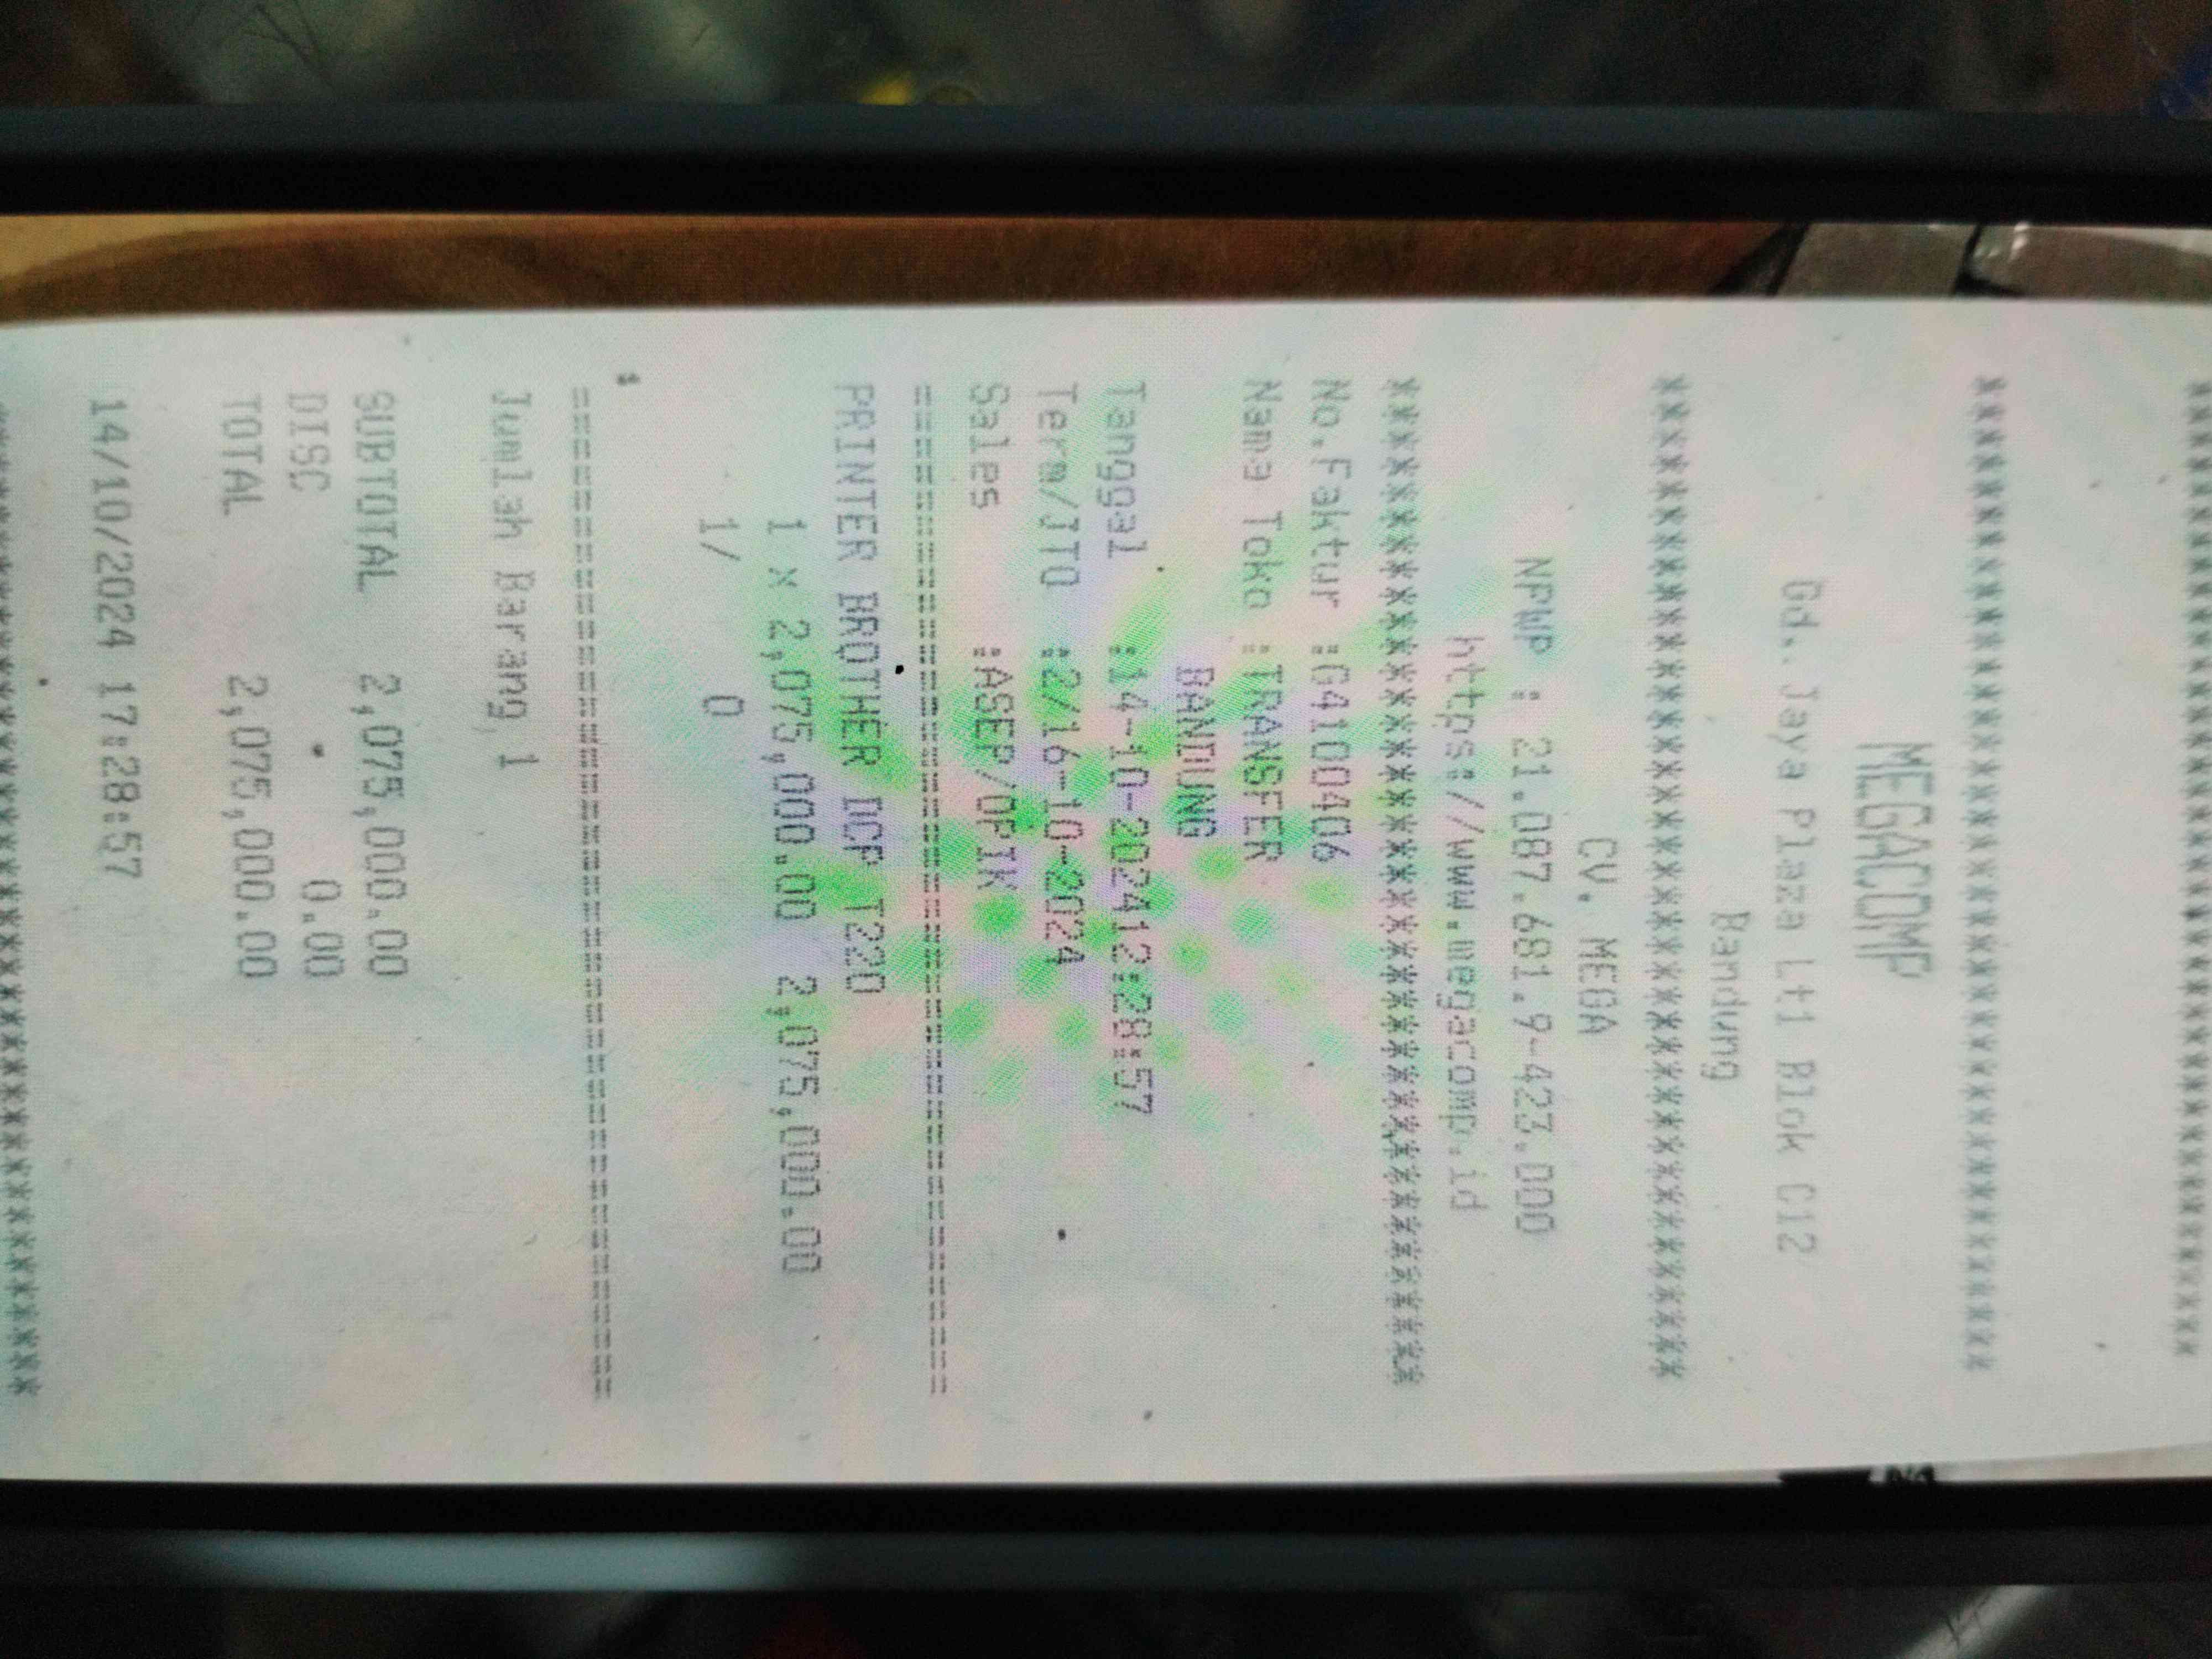 ****************************************
MEGACOMP
****************************************
Gd. Jaya Plaza Lt1 Blok C12
Bandung
****************************************
CV. MEGA
NPWP : 21.087.681.9-423.000
https://www.megacomp.id
****************************************
No.Faktur :G4100406
Nama Toko :TRANSFER
BANDUNG
Tanggal :14-10-202412:28:57
Term/JTO :2/16-10-2024
Sales :ASEP/OPIK
========================================
PRINTER BROTHER DCP T220
1 x 2,075,000.00 2,075,000.00
1/ 0
========================================
Jumlah Barang, 1
SUBTOTAL 2,075,000.00
DISC 0.00
TOTAL 2,075,000.00
14/10/2024 17:28:57
****************************************